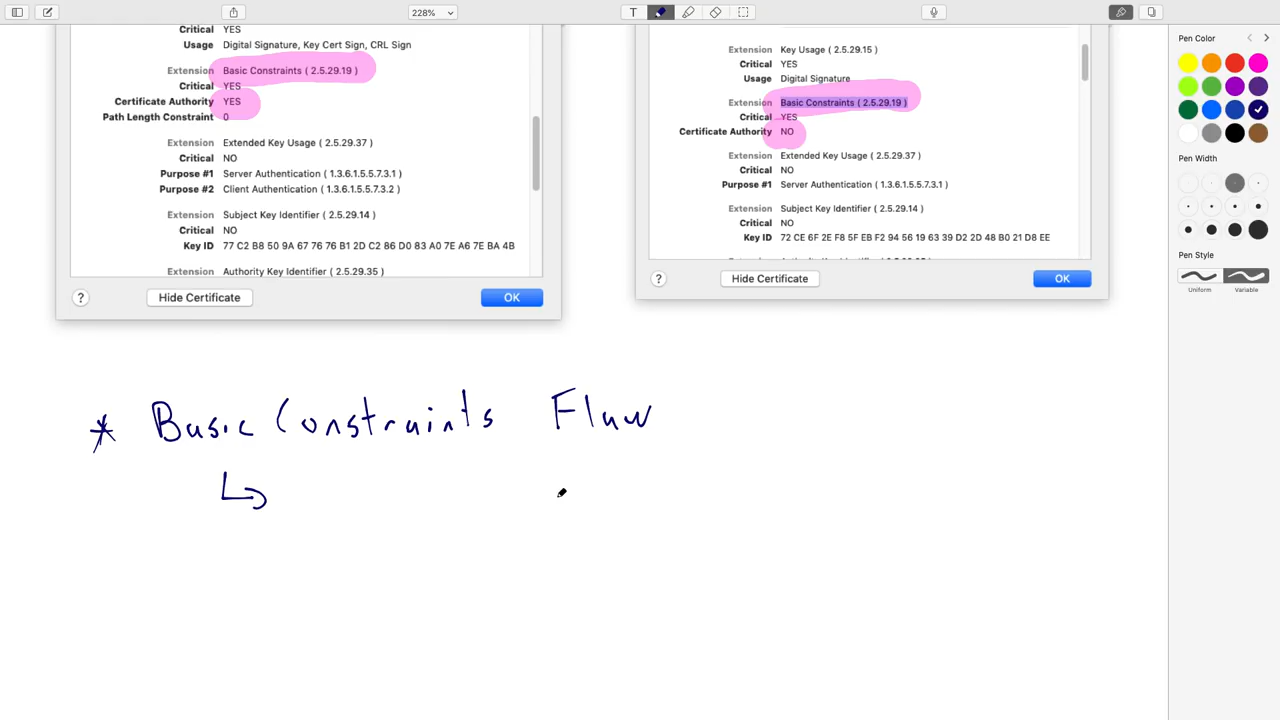 228%
T
Critical YES
Usage Digital Signature, Key Cert Sign, CRL Sign
Extension Basic Constraints ( 2.5.29.19 )
Critical YES
Certificate Authority YES
Path Length Constraint 0
Extension Extended Key Usage ( 2.5.29.37 )
Critical NO
Purpose #1 Server Authentication ( 1.3.6.1.5.5.7.3.1 )
Purpose #2 Client Authentication ( 1.3.6.1.5.5.7.3.2 )
Extension Subject Key Identifier ( 2.5.29.14 )
Critical NO
Key ID 77 C2 B8 50 9A 67 76 76 B1 2D C2 86 D0 83 A0 7E A6 7E BA 4B
Extension Authority Key Identifier ( 2.5.29.35 )
? Hide Certificate OK
Extension Key Usage ( 2.5.29.15 )
Critical YES
Usage Digital Signature
Extension Basic Constraints ( 2.5.29.19 )
Critical YES
Certificate Authority NO
Extension Extended Key Usage ( 2.5.29.37 )
Critical NO
Purpose #1 Server Authentication ( 1.3.6.1.5.5.7.3.1 )
Extension Subject Key Identifier ( 2.5.29.14 )
Critical NO
Key ID 72 CE 6F 2E F8 5F EB F2 94 56 19 63 39 D2 2D 48 B0 21 D8 EE
? Hide Certificate OK
* Basic Constraints Flaw
Pen Color
Pen Width
Pen Style
Uniform Variable